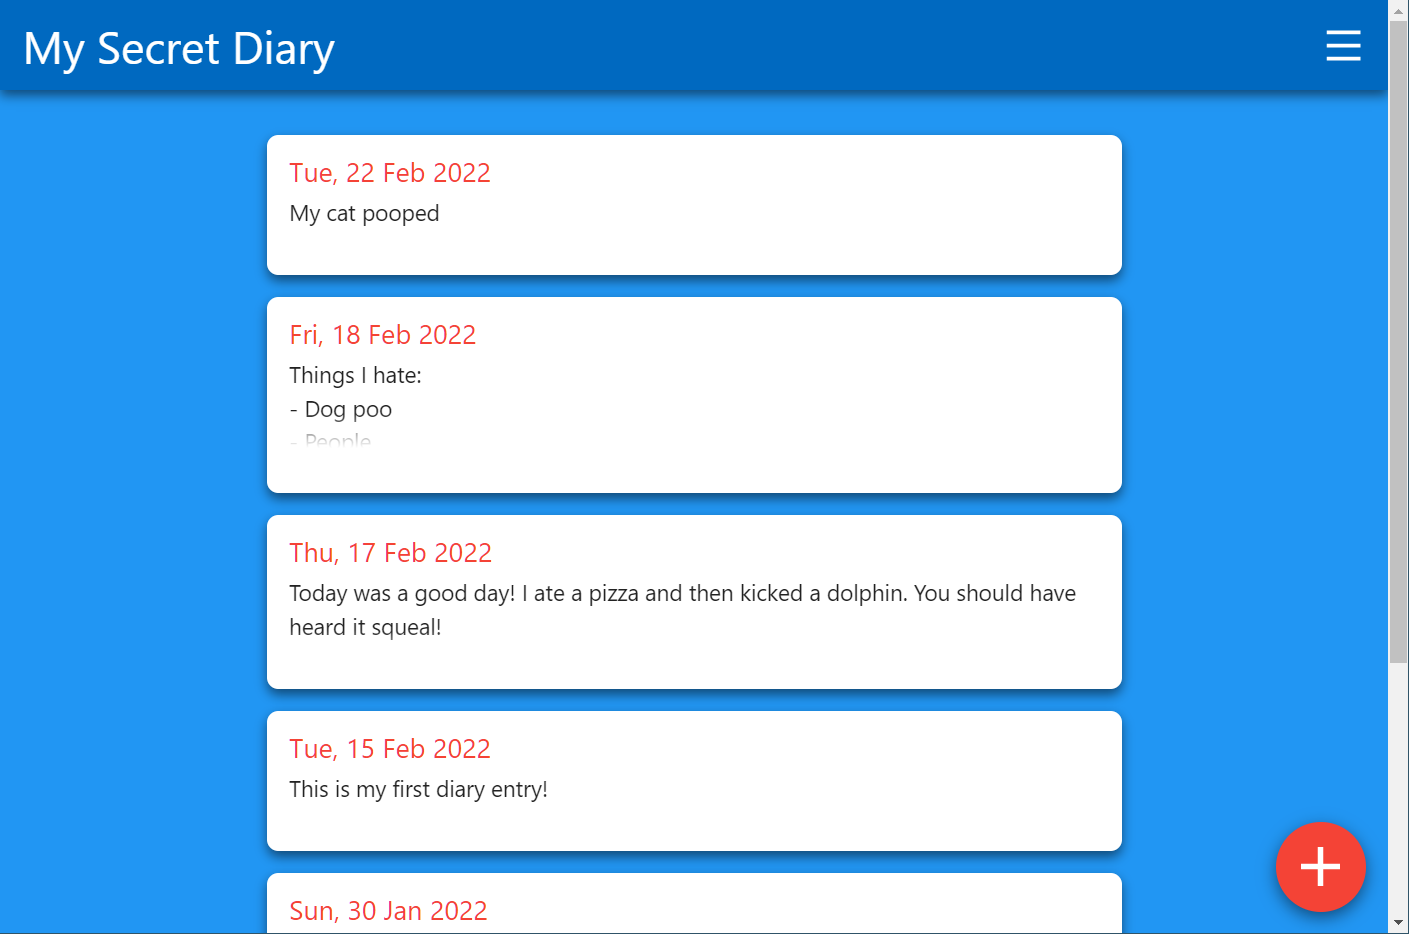 My Secret Diary
Tue, 22 Feb 2022
My cat pooped
Fri, 18 Feb 2022
Things I hate:
- Dog poo
- People
Thu, 17 Feb 2022
Today was a good day! I ate a pizza and then kicked a dolphin. You should have
heard it squeal!
Tue, 15 Feb 2022
This is my first diary entry!
Sun, 30 Jan 2022